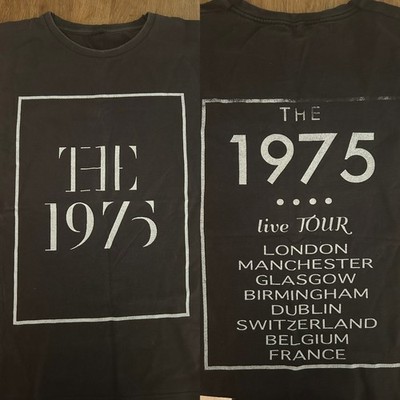 THE
1975
THE
1975
live TOUR
LONDON
MANCHESTER
GLASGOW
BIRMINGHAM
DUBLIN
SWITZERLAND
BELGIUM
FRANCE